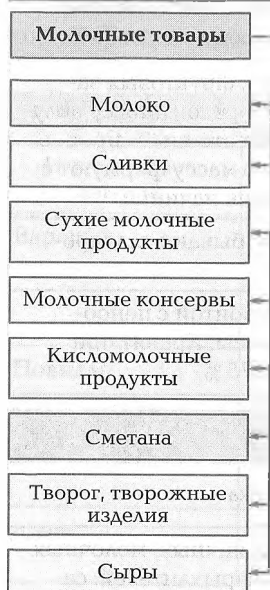 Молочные товары
Молоко
Сливки
Сухие молочные
продукты
Молочные консервы
Кисломолочные
продукты
Сметана
Творог, творожные
изделия
Сыры